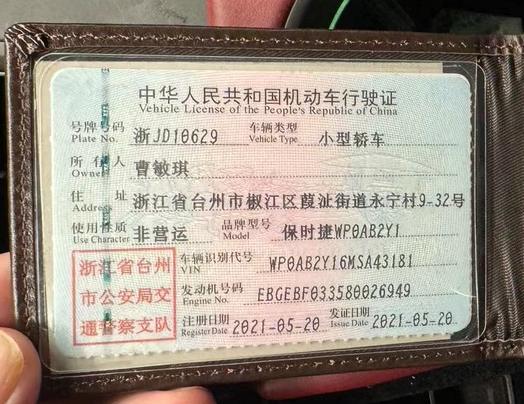 中华人民共和国机动车行驶证
Vehicle License of the People's Republic of China
号牌号码 浙JD10629 车辆类型 小型轿车
Plate No. Vehicle Type
所有人 曹敏琪
Owner
住址 浙江省台州市椒江区葭沚街道永宁村9-32号
Address
使用性质 非营运 品牌型号 保时捷WP0AB2Y1
Use Character Model
浙江省台州
市公安局交
通警察支队
车辆识别代号 WP0AB2Y16MSA43181
VIN
发动机号码 EBGEBF033580026949
Engine No.
注册日期 2021-05-20 发证日期 2021-05-20
Register Date Issue Date